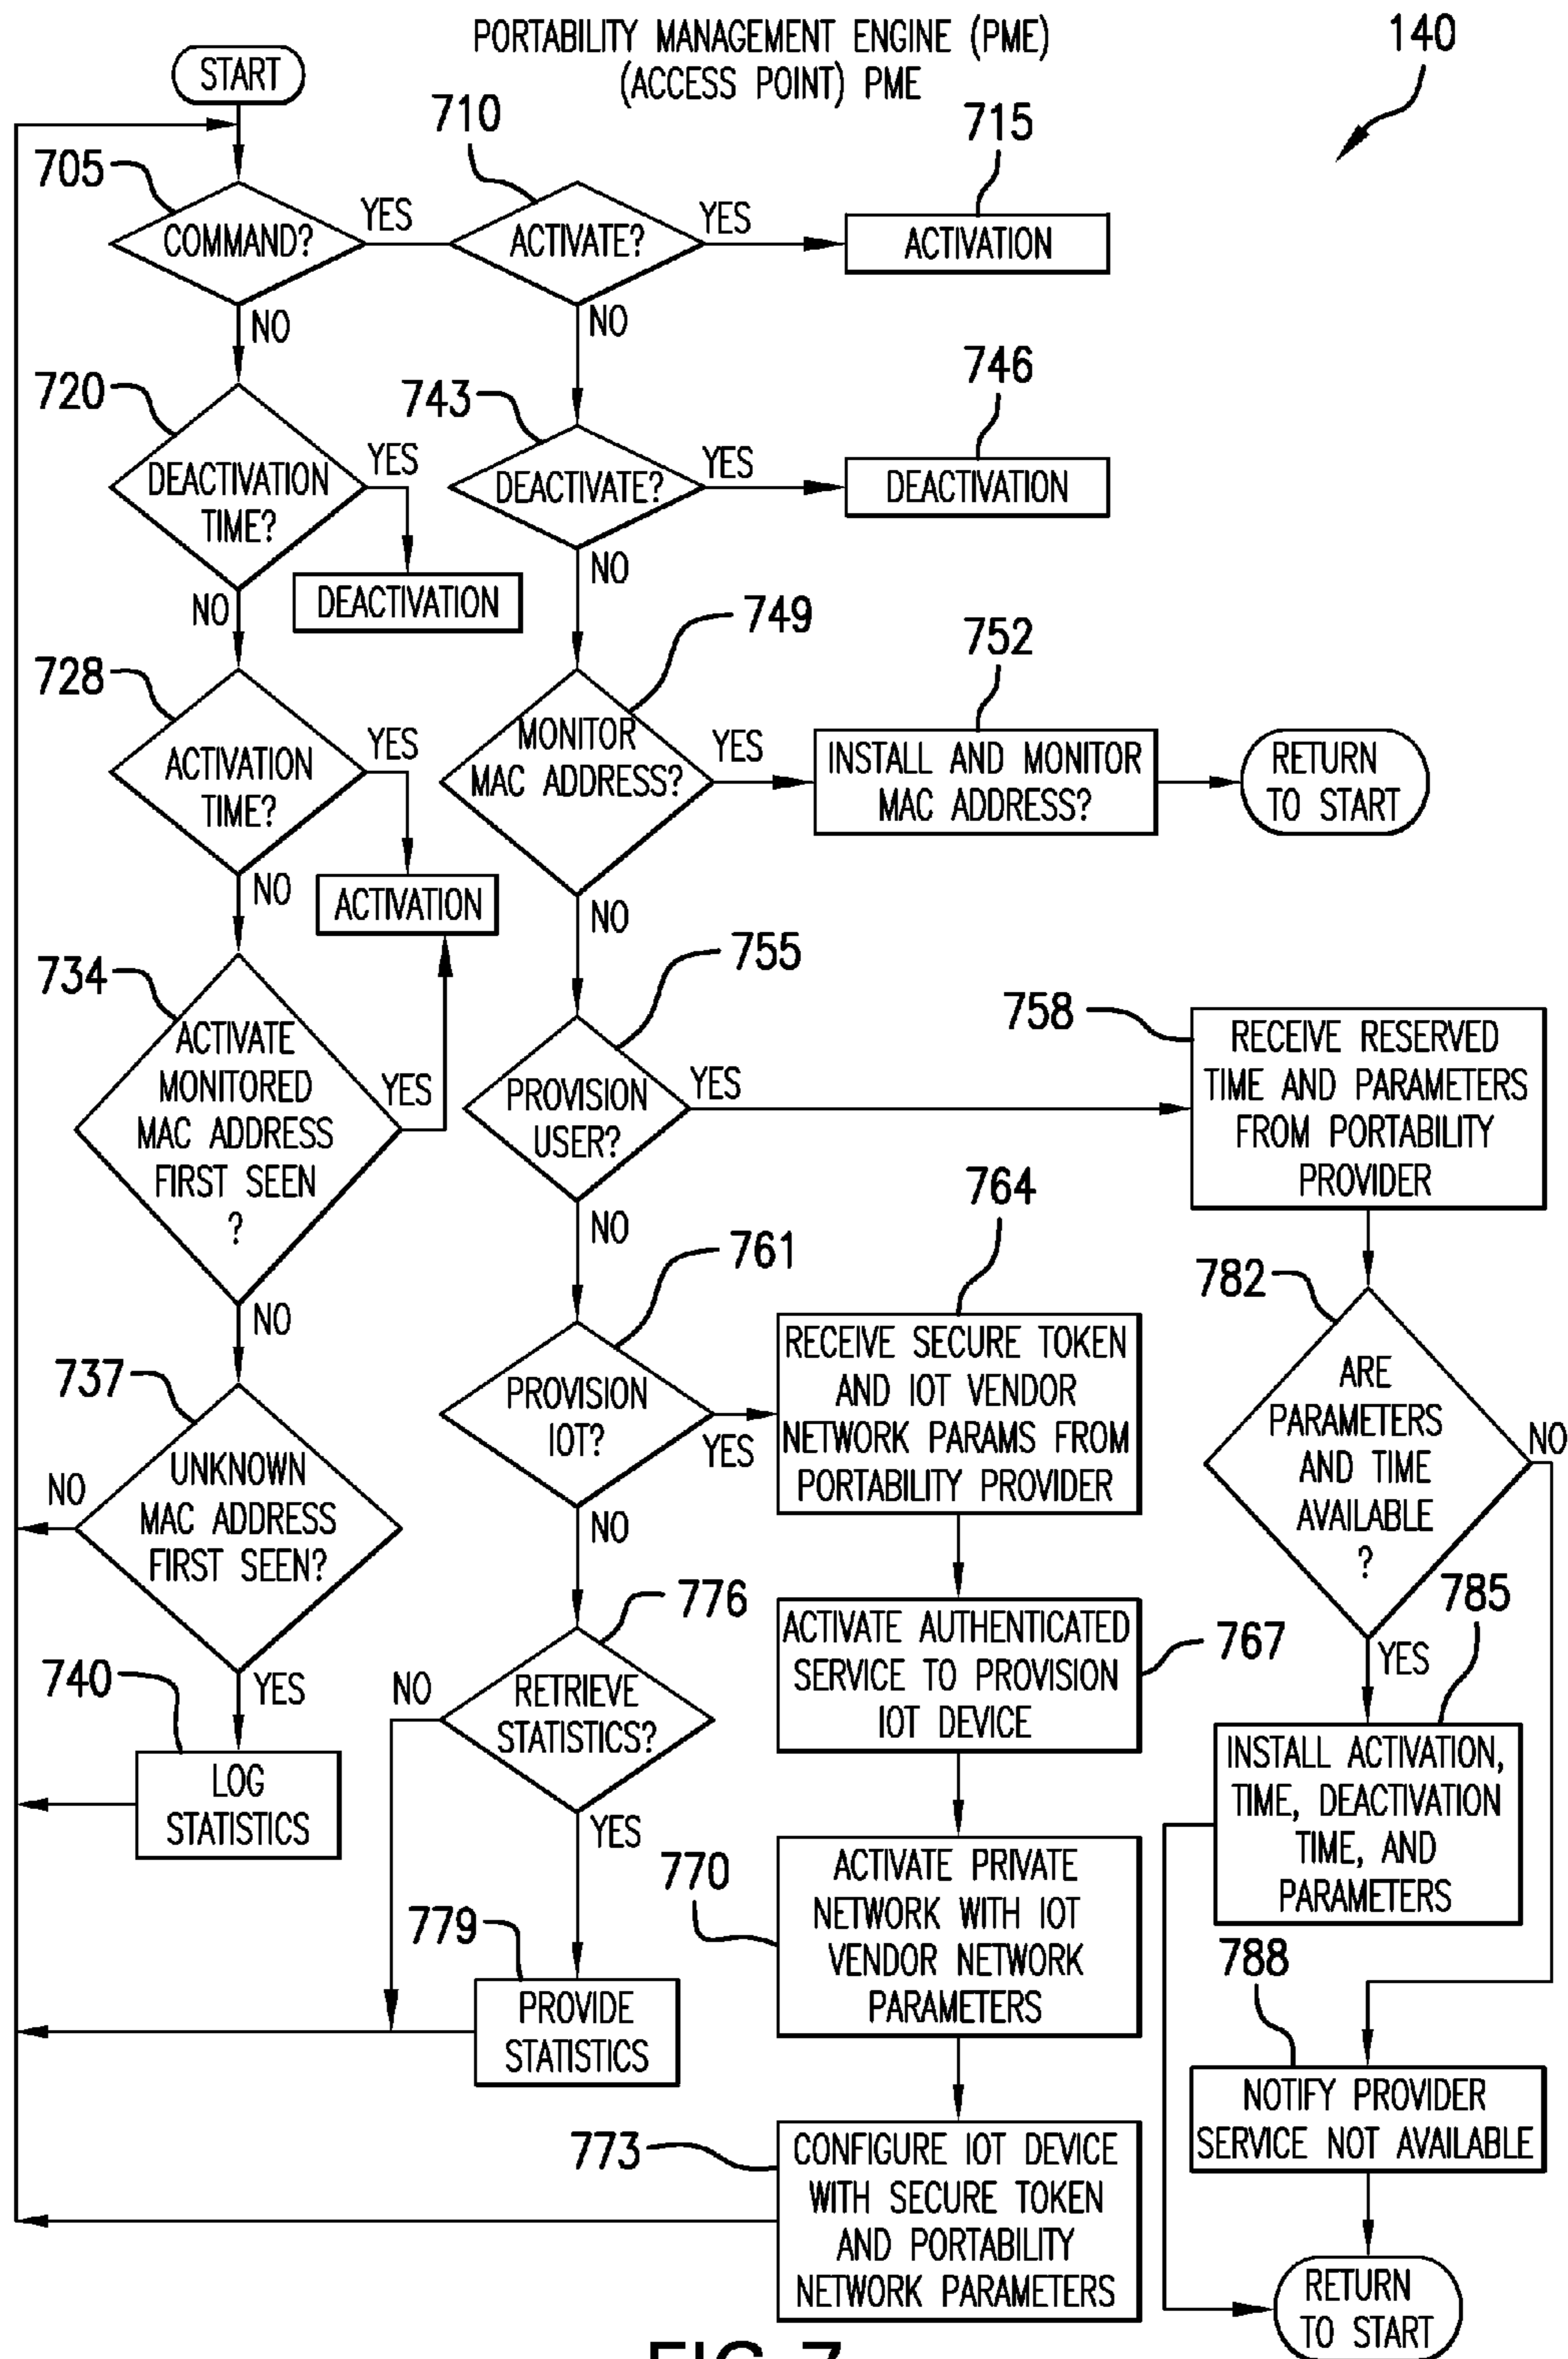 PORTABILITY MANAGEMENT ENGINE (PME)
(ACCESS POINT) PME
140
START
705
COMMAND?
YES
NO
710
ACTIVATE?
YES
NO
715
ACTIVATION
720
DEACTIVATION
TIME?
YES
NO
DEACTIVATION
743
DEACTIVATE?
YES
NO
746
DEACTIVATION
728
ACTIVATION
TIME?
YES
NO
ACTIVATION
749
MONITOR
MAC ADDRESS?
YES
NO
752
INSTALL AND MONITOR
MAC ADDRESS?
RETURN
TO START
734
ACTIVATE
MONITORED
MAC ADDRESS
FIRST SEEN
?
YES
NO
755
PROVISION
USER?
YES
NO
758
RECEIVE RESERVED
TIME AND PARAMETERS
FROM PORTABILITY
PROVIDER
737
UNKNOWN
MAC ADDRESS
FIRST SEEN?
NO
YES
740
LOG
STATISTICS
761
PROVISION
IOT?
YES
NO
764
RECEIVE SECURE TOKEN
AND IOT VENDOR
NETWORK PARAMS FROM
PORTABILITY PROVIDER
767
ACTIVATE AUTHENTICATED
SERVICE TO PROVISION
IOT DEVICE
770
ACTIVATE PRIVATE
NETWORK WITH IOT
VENDOR NETWORK
PARAMETERS
773
CONFIGURE IOT DEVICE
WITH SECURE TOKEN
AND PORTABILITY
NETWORK PARAMETERS
776
RETRIEVE
STATISTICS?
NO
YES
779
PROVIDE
STATISTICS
782
ARE
PARAMETERS
AND TIME
AVAILABLE
?
NO
YES
785
INSTALL ACTIVATION,
TIME, DEACTIVATION
TIME, AND
PARAMETERS
788
NOTIFY PROVIDER
SERVICE NOT AVAILABLE
RETURN
TO START
FIG. 7